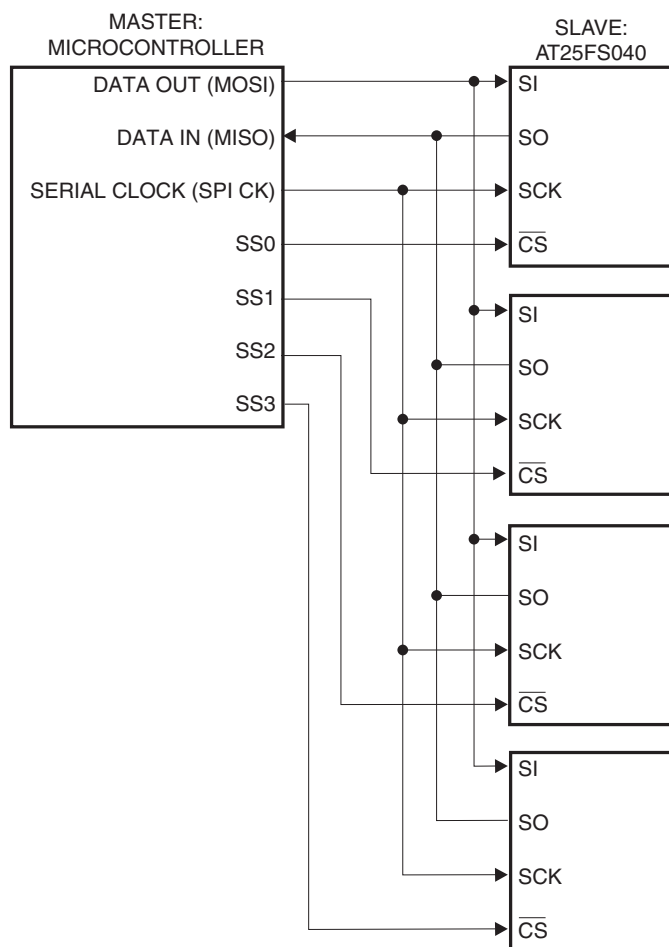 MASTER:
MICROCONTROLLER
DATA OUT (MOSI)
DATA IN (MISO)
SERIAL CLOCK (SPI CK)
SS0
SS1
SS2
SS3
SLAVE:
AT25FS040
SI
SO
SCK
CS
SI
SO
SCK
CS
SI
SO
SCK
CS
SI
SO
SCK
CS